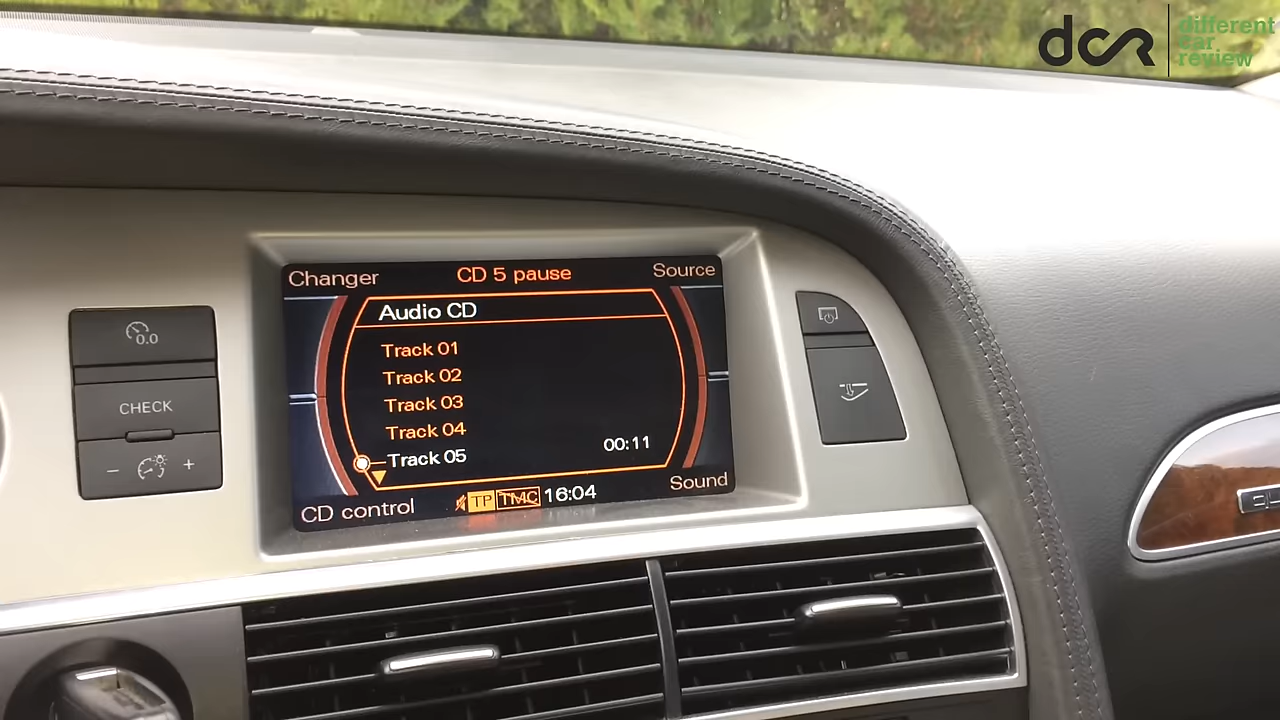 dcr
different
car
review
Changer
CD 5 pause
Source
Audio CD
Track 01
Track 02
Track 03
Track 04
Track 05
00:11
CD control
TP
TMC
16:04
Sound
0.0
CHECK
- +